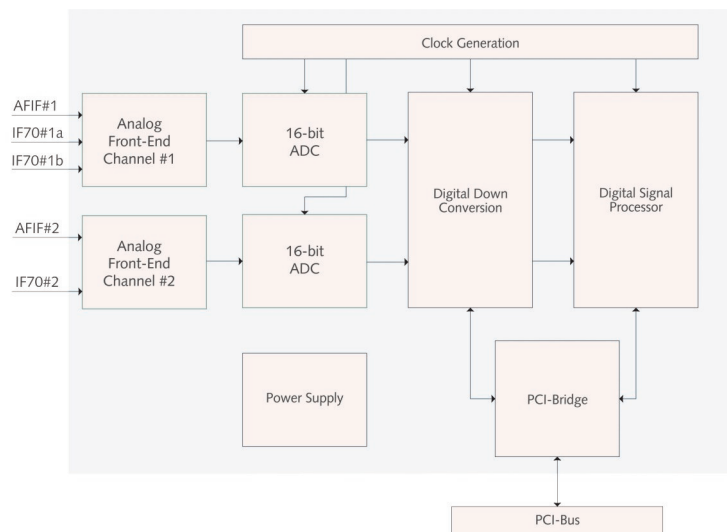 Clock Generation
AFIF#1
IF70#1a
IF70#1b
Analog
Front-End
Channel #1
16-bit
ADC
Digital Down
Conversion
Digital Signal
Processor
AFIF#2
IF70#2
Analog
Front-End
Channel #2
16-bit
ADC
Power Supply
PCI-Bridge
PCI-Bus